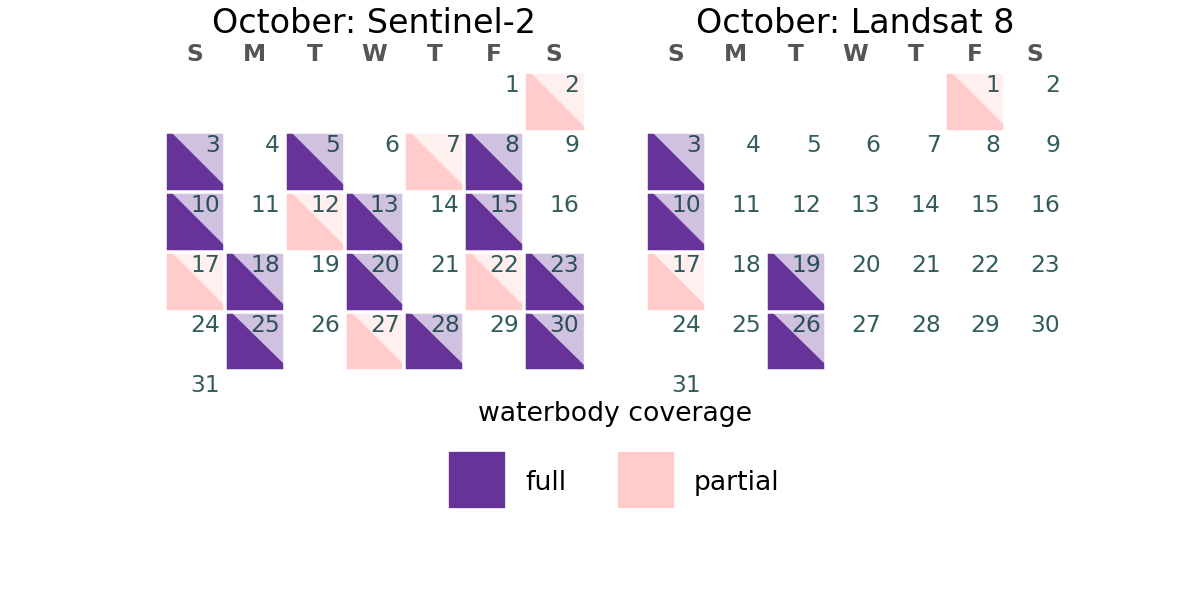 October: Sentinel-2
S M T W T F S
1 2
3 4 5 6 7 8 9
10 11 12 13 14 15 16
17 18 19 20 21 22 23
24 25 26 27 28 29 30
31
October: Landsat 8
S M T W T F S
1 2
3 4 5 6 7 8 9
10 11 12 13 14 15 16
17 18 19 20 21 22 23
24 25 26 27 28 29 30
31
waterbody coverage
full partial